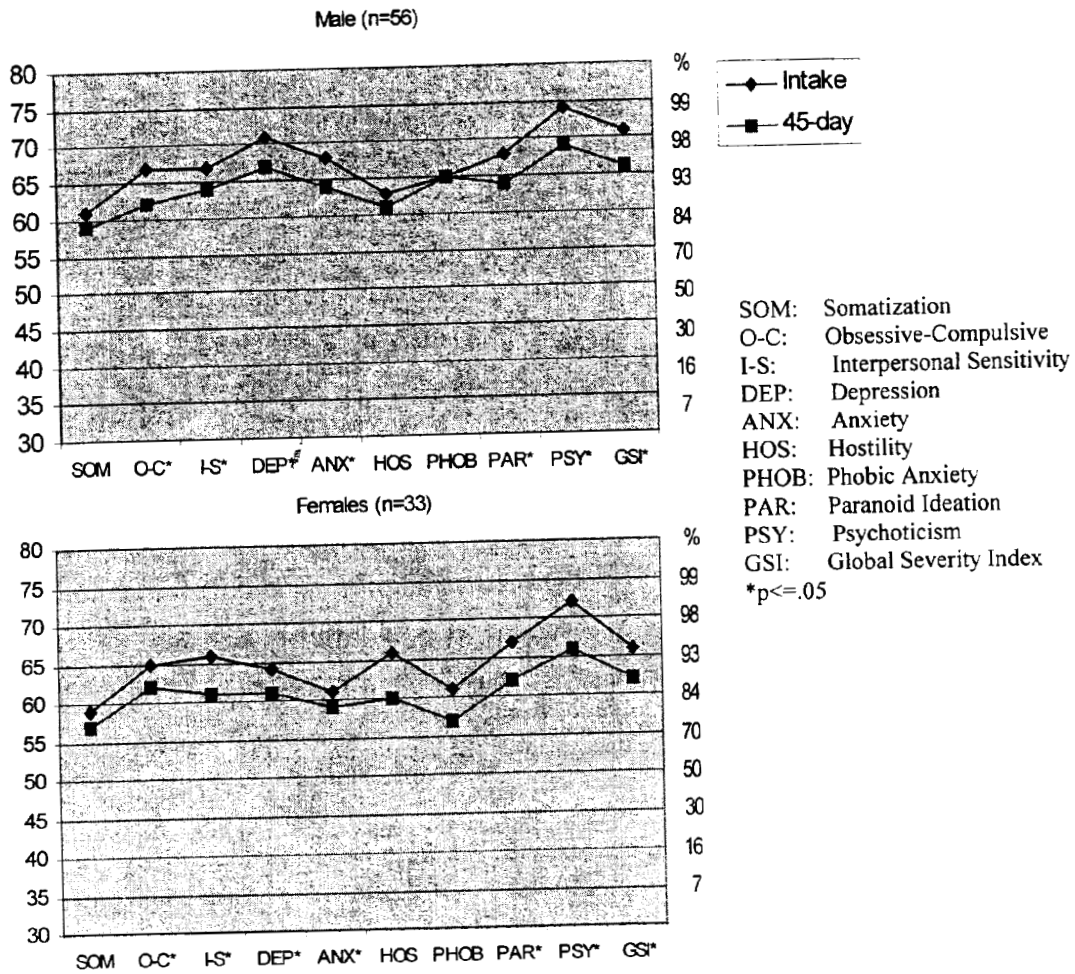 Male (n=56)
80
75
70
65
60
55
50
45
40
35
30
%
99
98
93
84
70
50
30
16
7
SOM O-C* I-S* DEP* ANX* HOS PHOB PAR* PSY* GSI*
Intake
45-day
Females (n=33)
80
75
70
65
60
55
50
45
40
35
30
%
99
98
93
84
70
50
30
16
7
SOM O-C* I-S* DEP* ANX* HOS PHOB PAR* PSY* GSI*
SOM: Somatization
O-C: Obsessive-Compulsive
I-S: Interpersonal Sensitivity
DEP: Depression
ANX: Anxiety
HOS: Hostility
PHOB: Phobic Anxiety
PAR: Paranoid Ideation
PSY: Psychoticism
GSI: Global Severity Index
*p<=.05